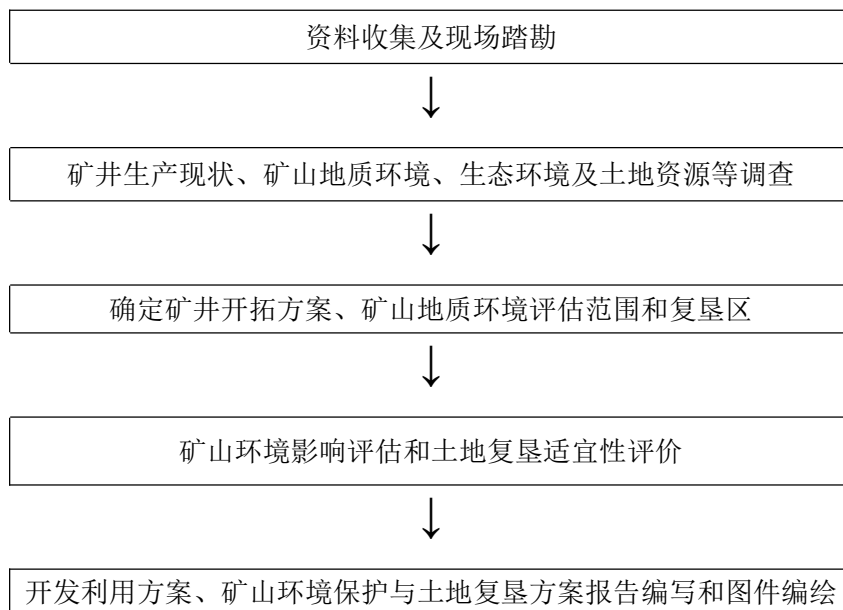 资料收集及现场踏勘
矿井生产现状、矿山地质环境、生态环境及土地资源等调查
确定矿井开拓方案、矿山地质环境评估范围和复垦区
矿山环境影响评估和土地复垦适宜性评价
开发利用方案、矿山环境保护与土地复垦方案报告编写和图件编绘